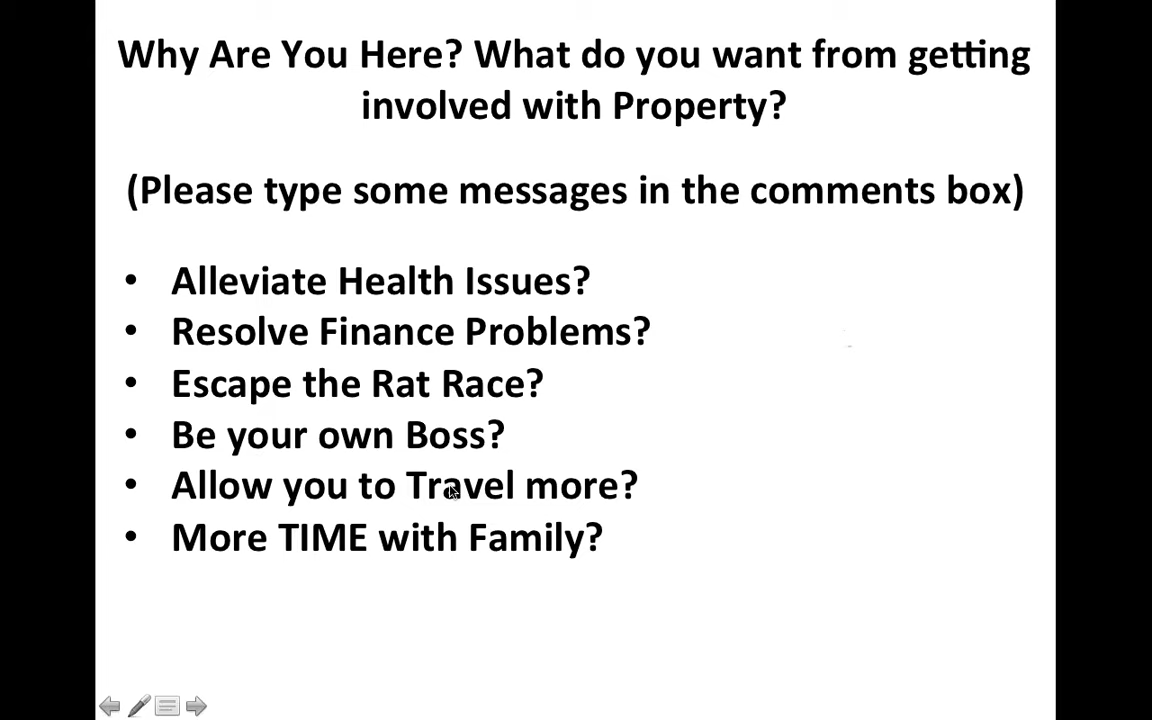 Why Are You Here? What do you want from getting
involved with Property?
(Please type some messages in the comments box)
• Alleviate Health Issues?
• Resolve Finance Problems?
• Escape the Rat Race?
• Be your own Boss?
• Allow you to Travel more?
• More TIME with Family?